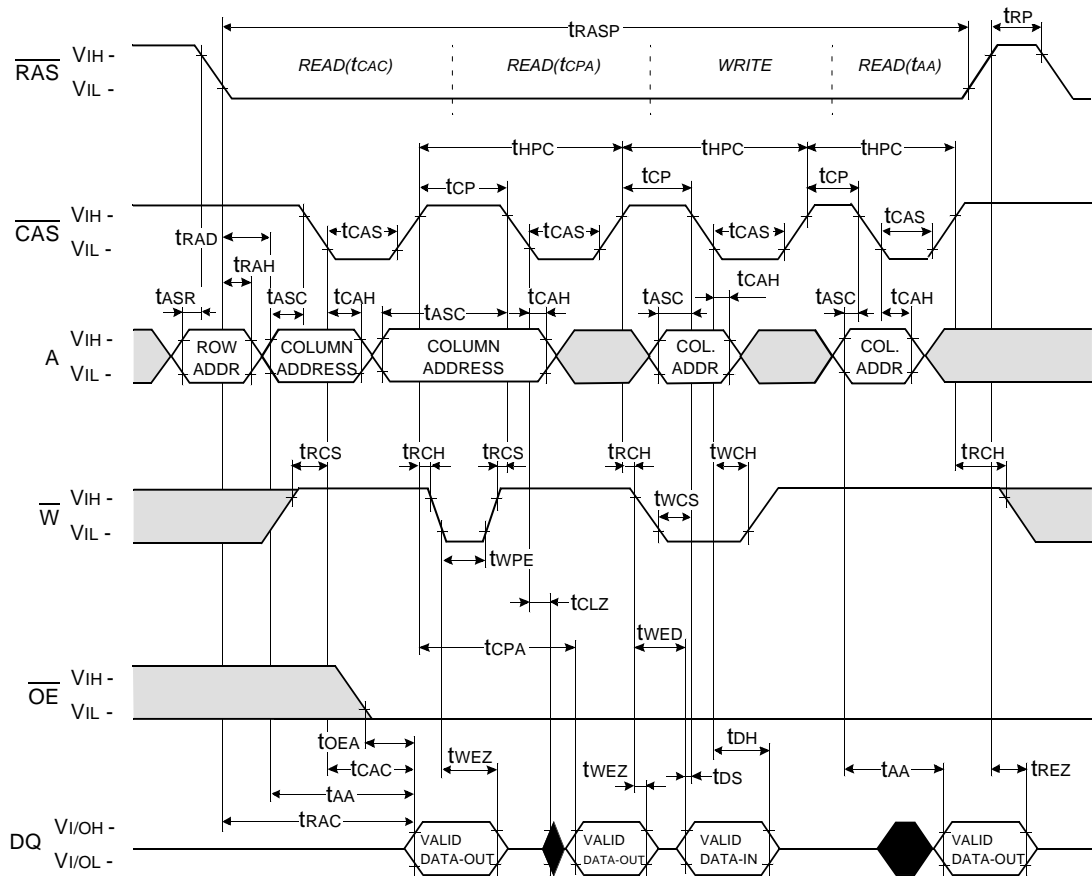 tRASP
tRP
RAS
VIH -
VIL -
READ(tCAC)
READ(tCPA)
WRITE
READ(tAA)
tHPC
tHPC
tHPC
tCP
tCP
tCP
CAS
VIH -
VIL -
tCAS
tCAS
tCAS
tCAS
tRAD
tRAH
tASR
tASC
tCAH
tASC
tCAH
tASC
tCAH
tASC
tCAH
A
VIH -
VIL -
ROW
ADDR
COLUMN
ADDRESS
COLUMN
ADDRESS
COL.
ADDR
COL.
ADDR
tRCS
tRCH
tRCS
tRCH
tWCH
tRCH
W
VIH -
VIL -
tWCS
tWPE
tCLZ
tCPA
tWED
OE
VIH -
VIL -
tOEA
tWEZ
tDH
tCAC
tWEZ
tDS
tAA
tREZ
tAA
tRAC
DQ
VI/OH -
VI/OL -
VALID
DATA-OUT
VALID
DATA-OUT
VALID
DATA-IN
VALID
DATA-OUT